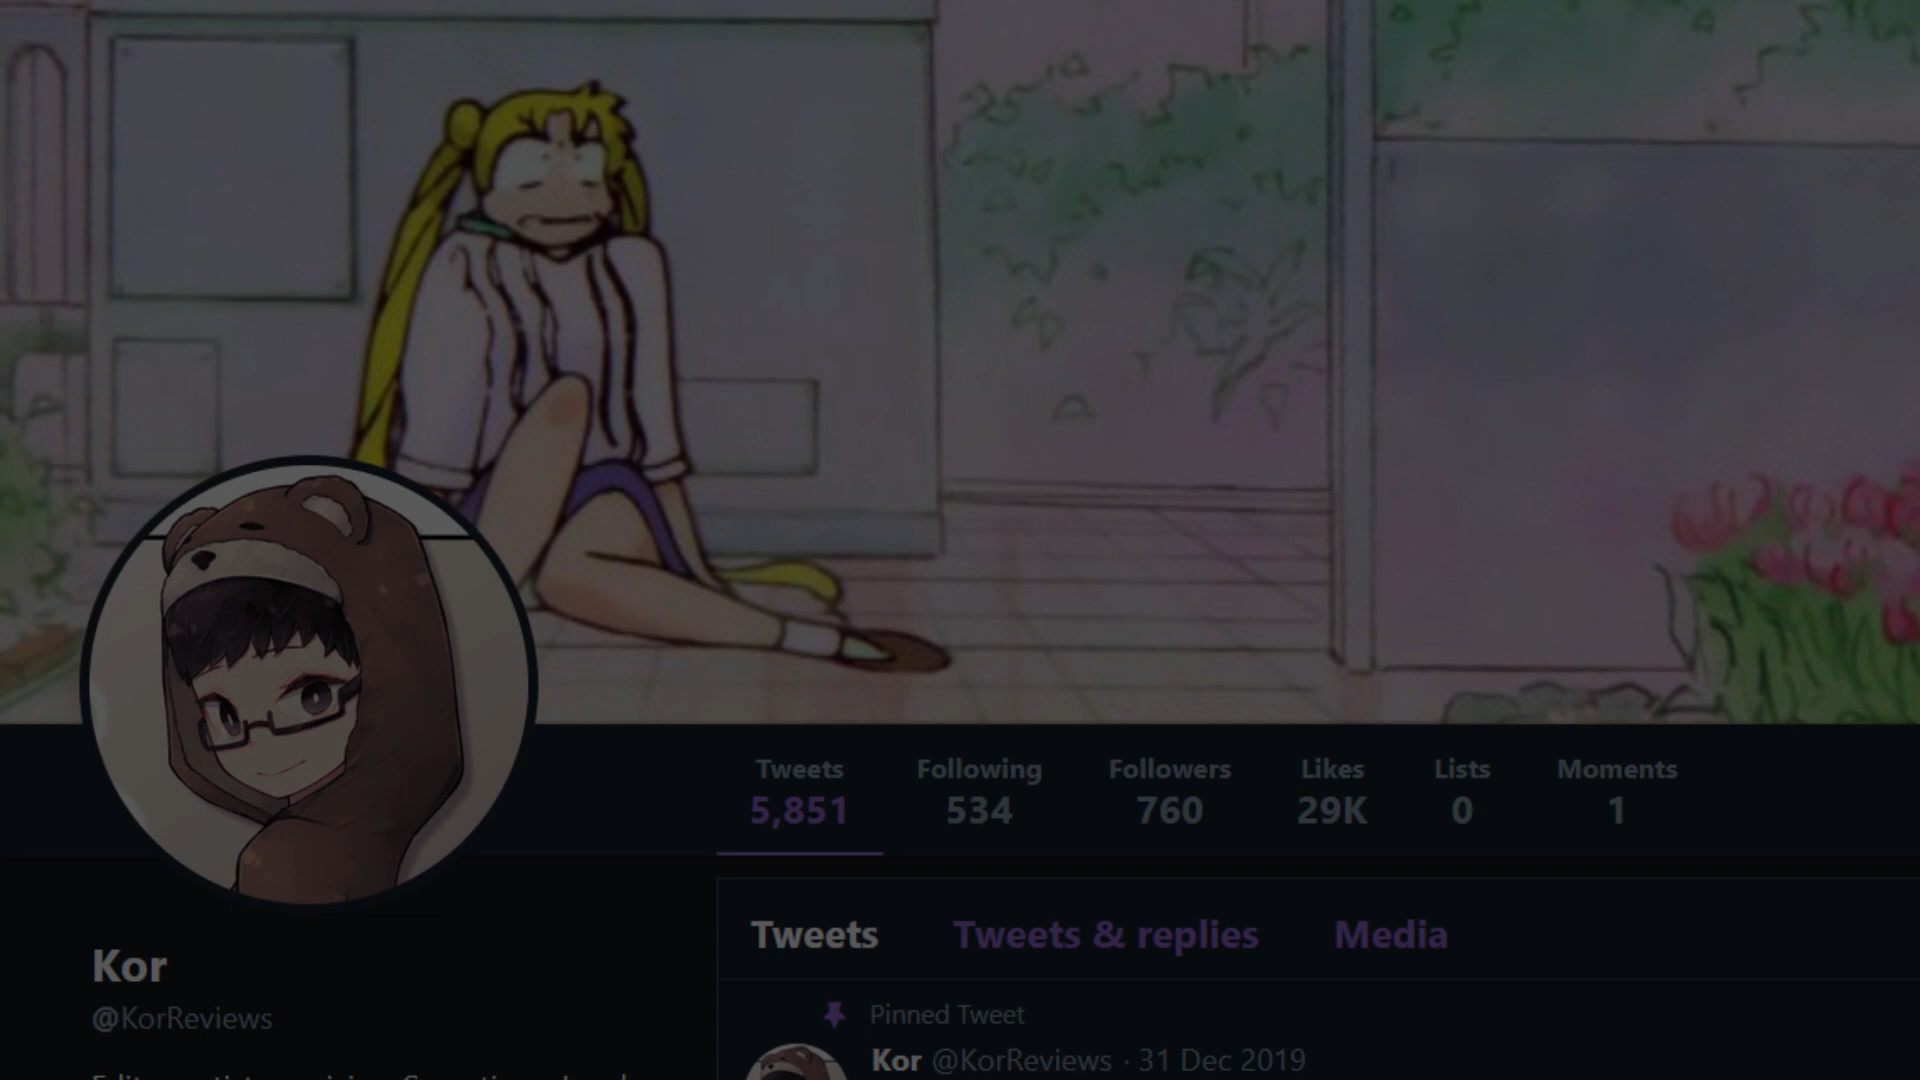 Tweets Following Followers Likes Lists Moments
5,851 534 760 29K 0 1
Tweets Tweets & replies Media
Kor
@KorReviews
Pinned Tweet
Kor @KorReviews · 31 Dec 2019